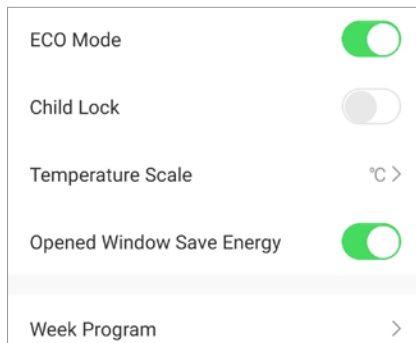 ECO Mode
Child Lock
Temperature Scale ℃ >
Opened Window Save Energy
Week Program >